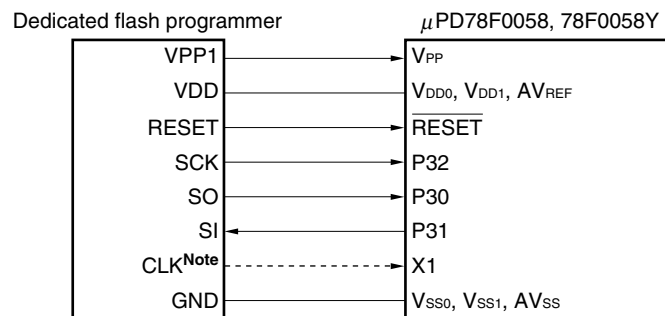 Dedicated flash programmer μPD78F0058, 78F0058Y
VPP1 VPP
VDD VDD0, VDD1, AVREF
RESET RESET
SCK P32
SO P30
SI P31
CLKNote X1
GND VSS0, VSS1, AVSS